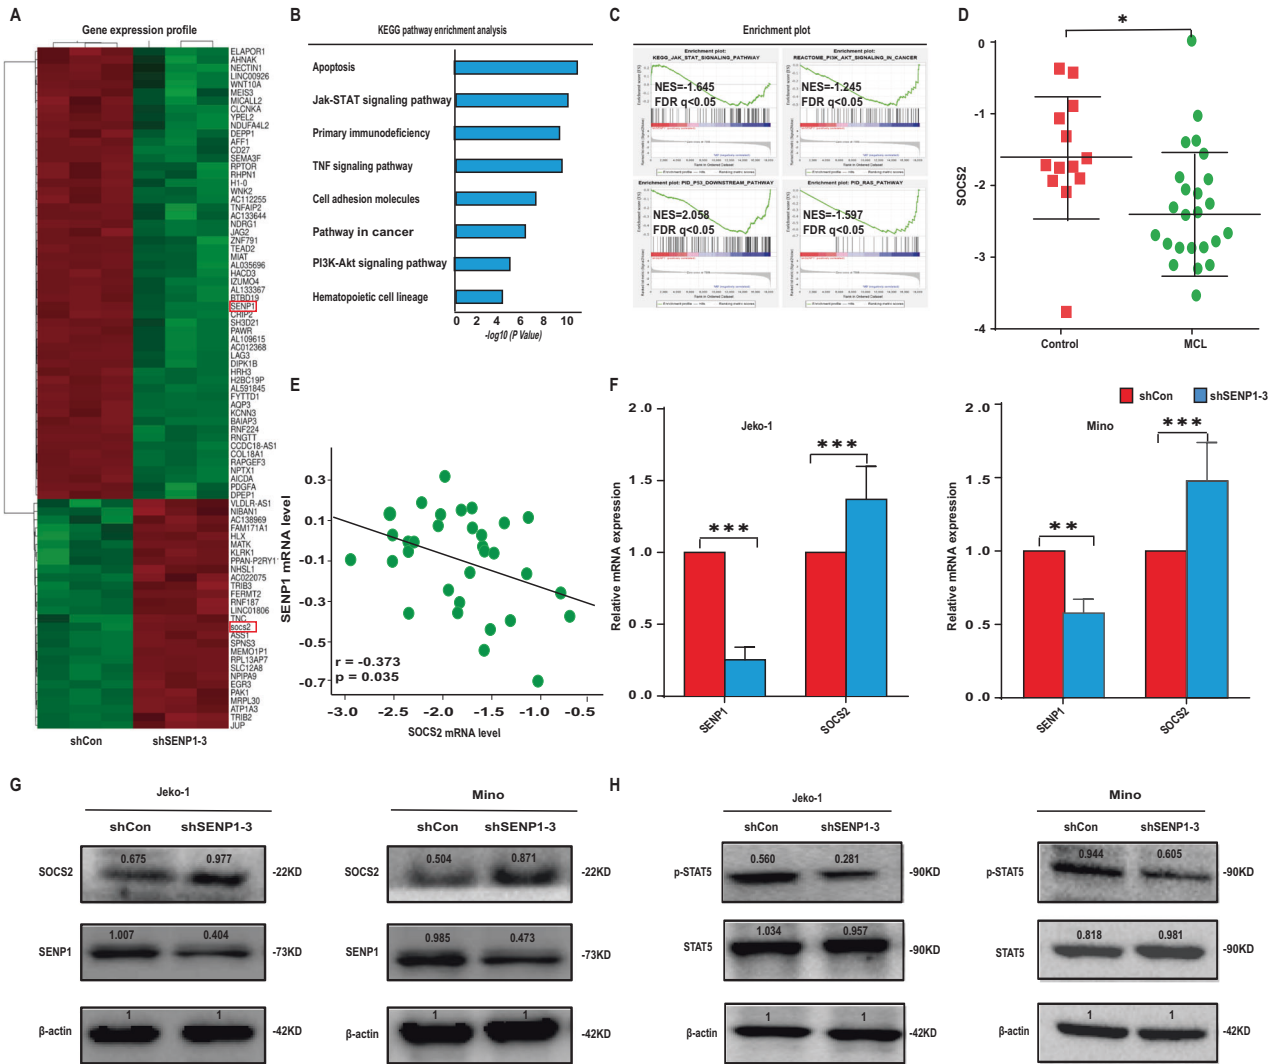 A
Gene expression profile
ELAPOR1
AHNAK
NECTIN1
LINC00926
WNT10A
MEIS3
MICALL2
CLCNKA
YPEL2
NDUFA4L2
DEPP1
AFF1
CD27
SEMA3F
RPTOR
RHPN1
H1-0
WNK2
AC112255
TNFAIP2
AC133644
NDRG1
JAG2
ZNF791
TEAD2
MIAT
AL035696
HACD3
IZUMO4
AL133367
BTBD19
SENP1
CRIP2
SH3D21
PAWR
AL109615
AC012368
LAG3
DIPK1B
HRH3
H2BC19P
AL591845
FYTTD1
AQP3
KCNN3
BAIAP3
RNF224
RNGTT
CCDC18-AS1
COL18A1
RAPGEF3
NPTX1
AICDA
PDGFA
DPEP1
VLDLR-AS1
NIBAN1
AC138969
FAM171A1
HLX
MATK
KLRK1
PPAN-P2RY1
NHSL1
AC022075
TRIB3
FERMT2
RNF187
LINC01806
TNC
socs2
ASS1
SPNS3
MEMO1P1
RPL13AP7
SLC12A8
NPIPA9
EGR3
PAK1
MRPL30
ATP1A3
TRIB2
JUP
shCon shSENP1-3
B
KEGG pathway enrichment analysis
Apoptosis
Jak-STAT signaling pathway
Primary immunodeficiency
TNF signaling pathway
Cell adhesion molecules
Pathway in cancer
PI3K-Akt signaling pathway
Hematopoietic cell lineage
0 2 4 6 8 10
-log10 (P Value)
C
Enrichment plot
Enrichment plot:
KEGG_JAK_STAT_SIGNALING_PATHWAY
NES=-1.645
FDR q<0.05
Enrichment plot:
REACTOME_PI3K_AKT_SIGNALING_IN_CANCER
NES=-1.245
FDR q<0.05
Enrichment plot: PID_P53_DOWNSTREAM_PATHWAY
NES=2.058
FDR q<0.05
Enrichment plot: PID_RAS_PATHWAY
NES=-1.597
FDR q<0.05
D
*
SOCS2
0
-1
-2
-3
-4
Control MCL
E
SENP1 mRNA level
0.3
0.1
-0.1
-0.3
-0.5
-0.7
r = -0.373
p = 0.035
-3.0 -2.5 -2.0 -1.5 -1.0 -0.5
SOCS2 mRNA level
F
shCon shSENP1-3
Jeko-1
Relative mRNA expression
2.0
1.5
1.0
0.5
0.0
***
***
SENP1 SOCS2
Mino
Relative mRNA expression
2.0
1.5
1.0
0.5
0.0
**
***
SENP1 SOCS2
G
Jeko-1
shCon shSENP1-3
SOCS2 0.675 0.977 -22KD
SENP1 1.007 0.404 -73KD
β-actin 1 1 -42KD
Mino
shCon shSENP1-3
SOCS2 0.504 0.871 -22KD
SENP1 0.985 0.473 -73KD
β-actin 1 1 -42KD
H
Jeko-1
shCon shSENP1-3
p-STAT5 0.560 0.281 -90KD
STAT5 1.034 0.957 -90KD
β-actin 1 1 -42KD
Mino
shCon shSENP1-3
p-STAT5 0.944 0.605 -90KD
STAT5 0.818 0.981 -90KD
β-actin 1 1 -42KD